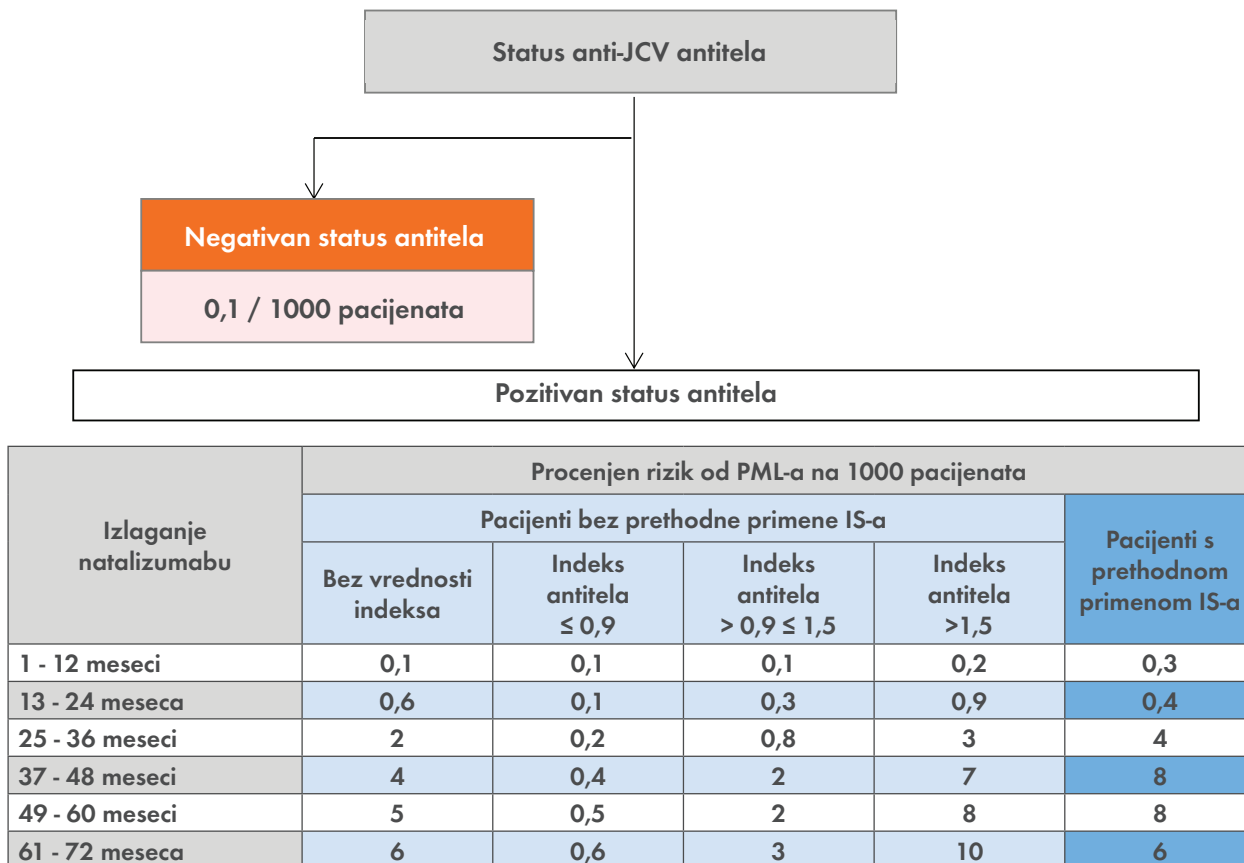 Status anti-JCV antitela
Negativan status antitela
0,1 / 1000 pacijenata
Pozitivan status antitela
Izlaganje
natalizumabu
Procenjen rizik od PML-a na 1000 pacijenata
Pacijenti bez prethodne primene IS-a
Pacijenti s
prethodnom
primenom IS-a
Bez vrednosti
indeksa
Indeks
antitela
≤ 0,9
Indeks
antitela
> 0,9 ≤ 1,5
Indeks
antitela
>1,5
1 - 12 meseci 0,1 0,1 0,1 0,2 0,3
13 - 24 meseca 0,6 0,1 0,3 0,9 0,4
25 - 36 meseci 2 0,2 0,8 3 4
37 - 48 meseci 4 0,4 2 7 8
49 - 60 meseci 5 0,5 2 8 8
61 - 72 meseca 6 0,6 3 10 6